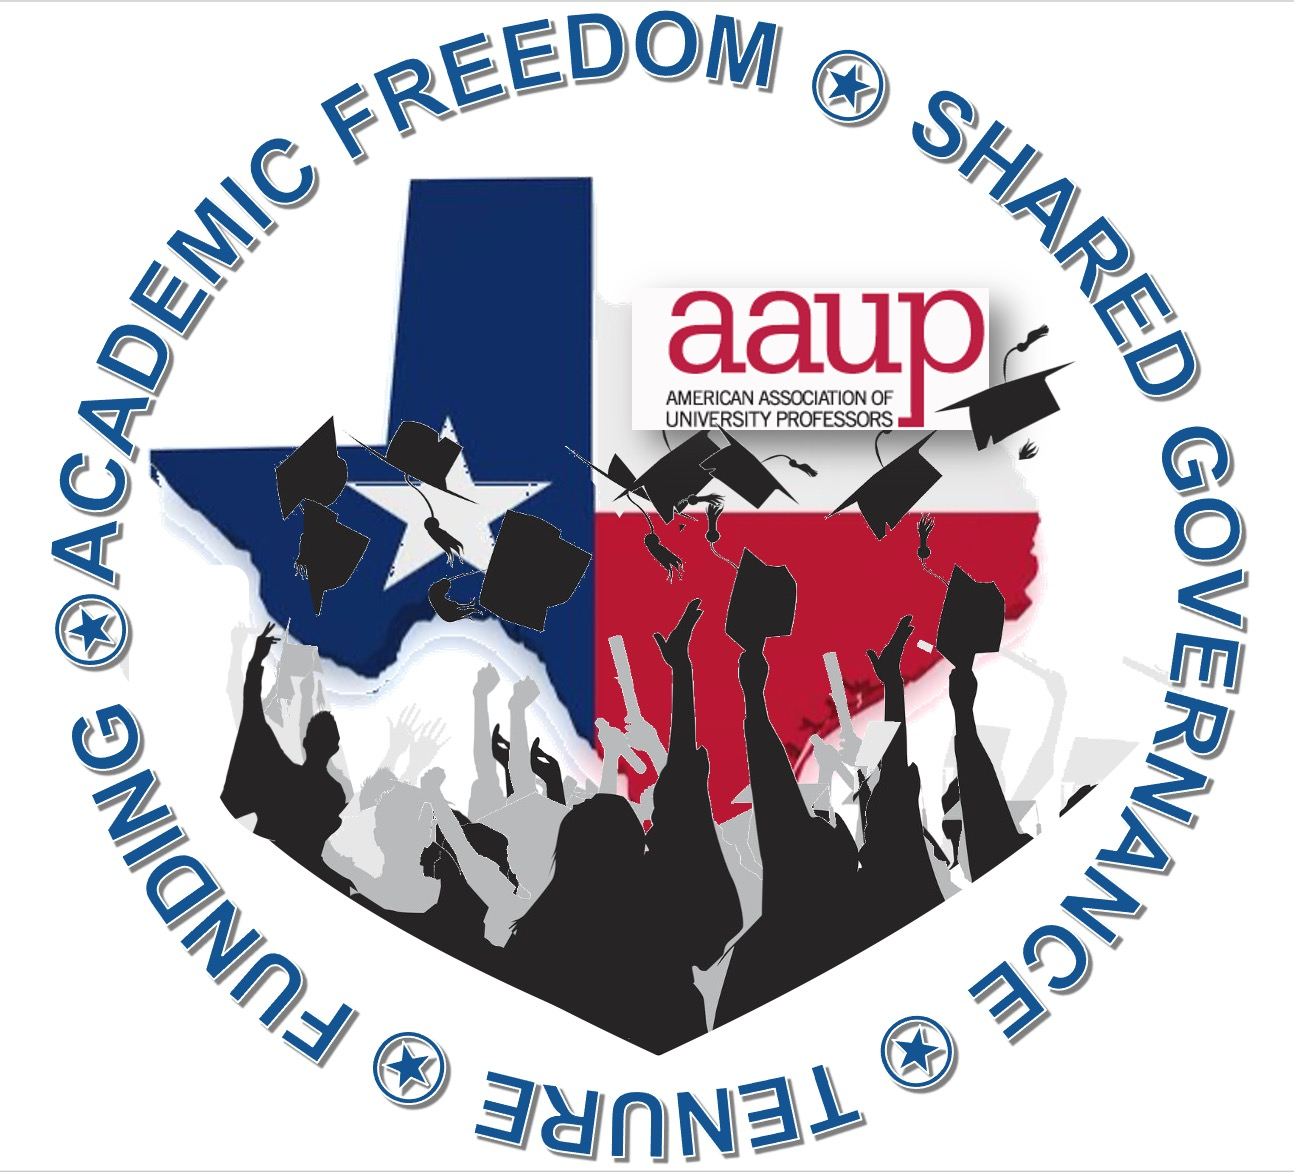 ACADEMIC FREEDOM
SHARED GOVERNANCE
TENURE
FUNDING
aaup
AMERICAN ASSOCIATION OF
UNIVERSITY PROFESSORS